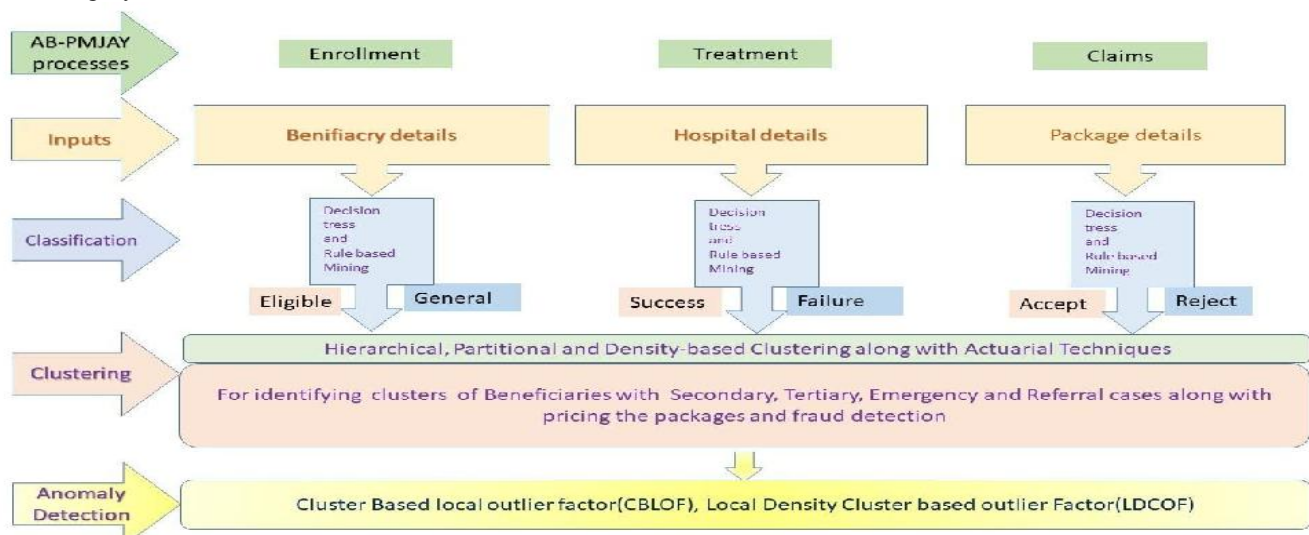 AB-PMJAY
processes
Enrollment
Treatment
Claims
Inputs
Benifiacry details
Hospital details
Package details
Classification
Decision
tress
and
Rule based
Mining
Decision
tress
and
Rule based
Mining
Decision
tress
and
Rule based
Mining
Eligible
General
Success
Failure
Accept
Reject
Clustering
Hierarchical, Partitional and Density-based Clustering along with Actuarial Techniques
For identifying clusters of Beneficiaries with Secondary, Tertiary, Emergency and Referral cases along with
pricing the packages and fraud detection
Anomaly
Detection
Cluster Based local outlier factor(CBLOF), Local Density Cluster based outlier Factor(LDCOF)